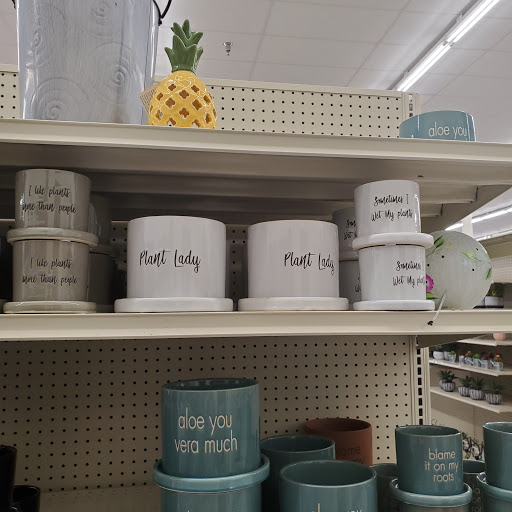 aloe you
I like plants
more than people
I like plants
more than people
Plant Lady
Plant Lady
Sometimes I
Wet My plants
Sometimes
Wet My plants
aloe you
vera much
blame
blame
it on my
roots